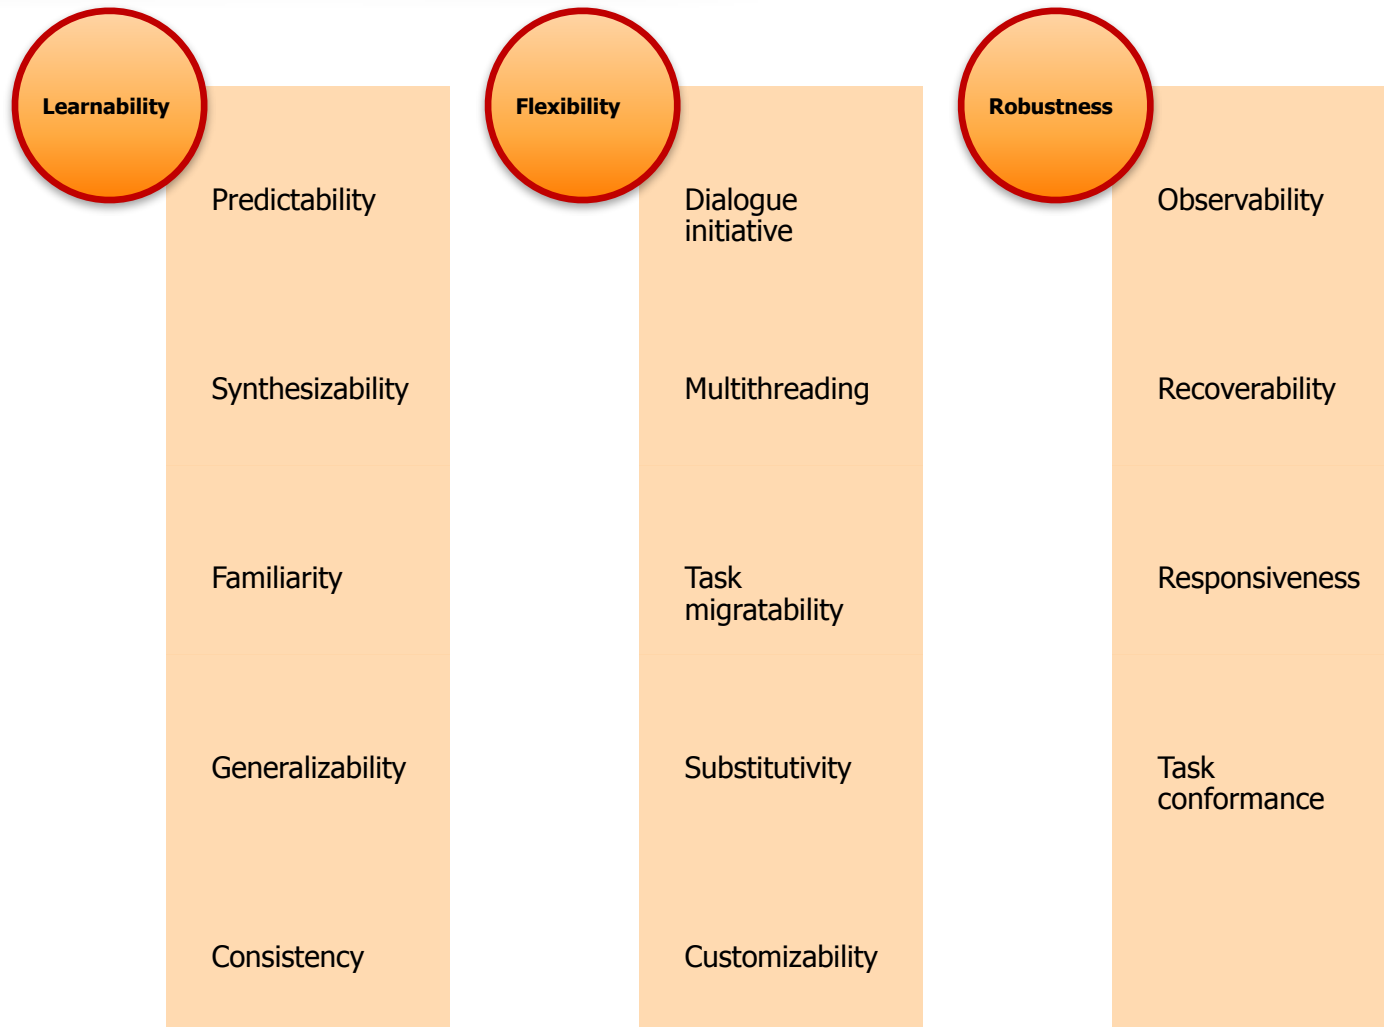 Learnability
Predictability
Synthesizability
Familiarity
Generalizability
Consistency
Flexibility
Dialogue
initiative
Multithreading
Task
migratability
Substitutivity
Customizability
Robustness
Observability
Recoverability
Responsiveness
Task
conformance